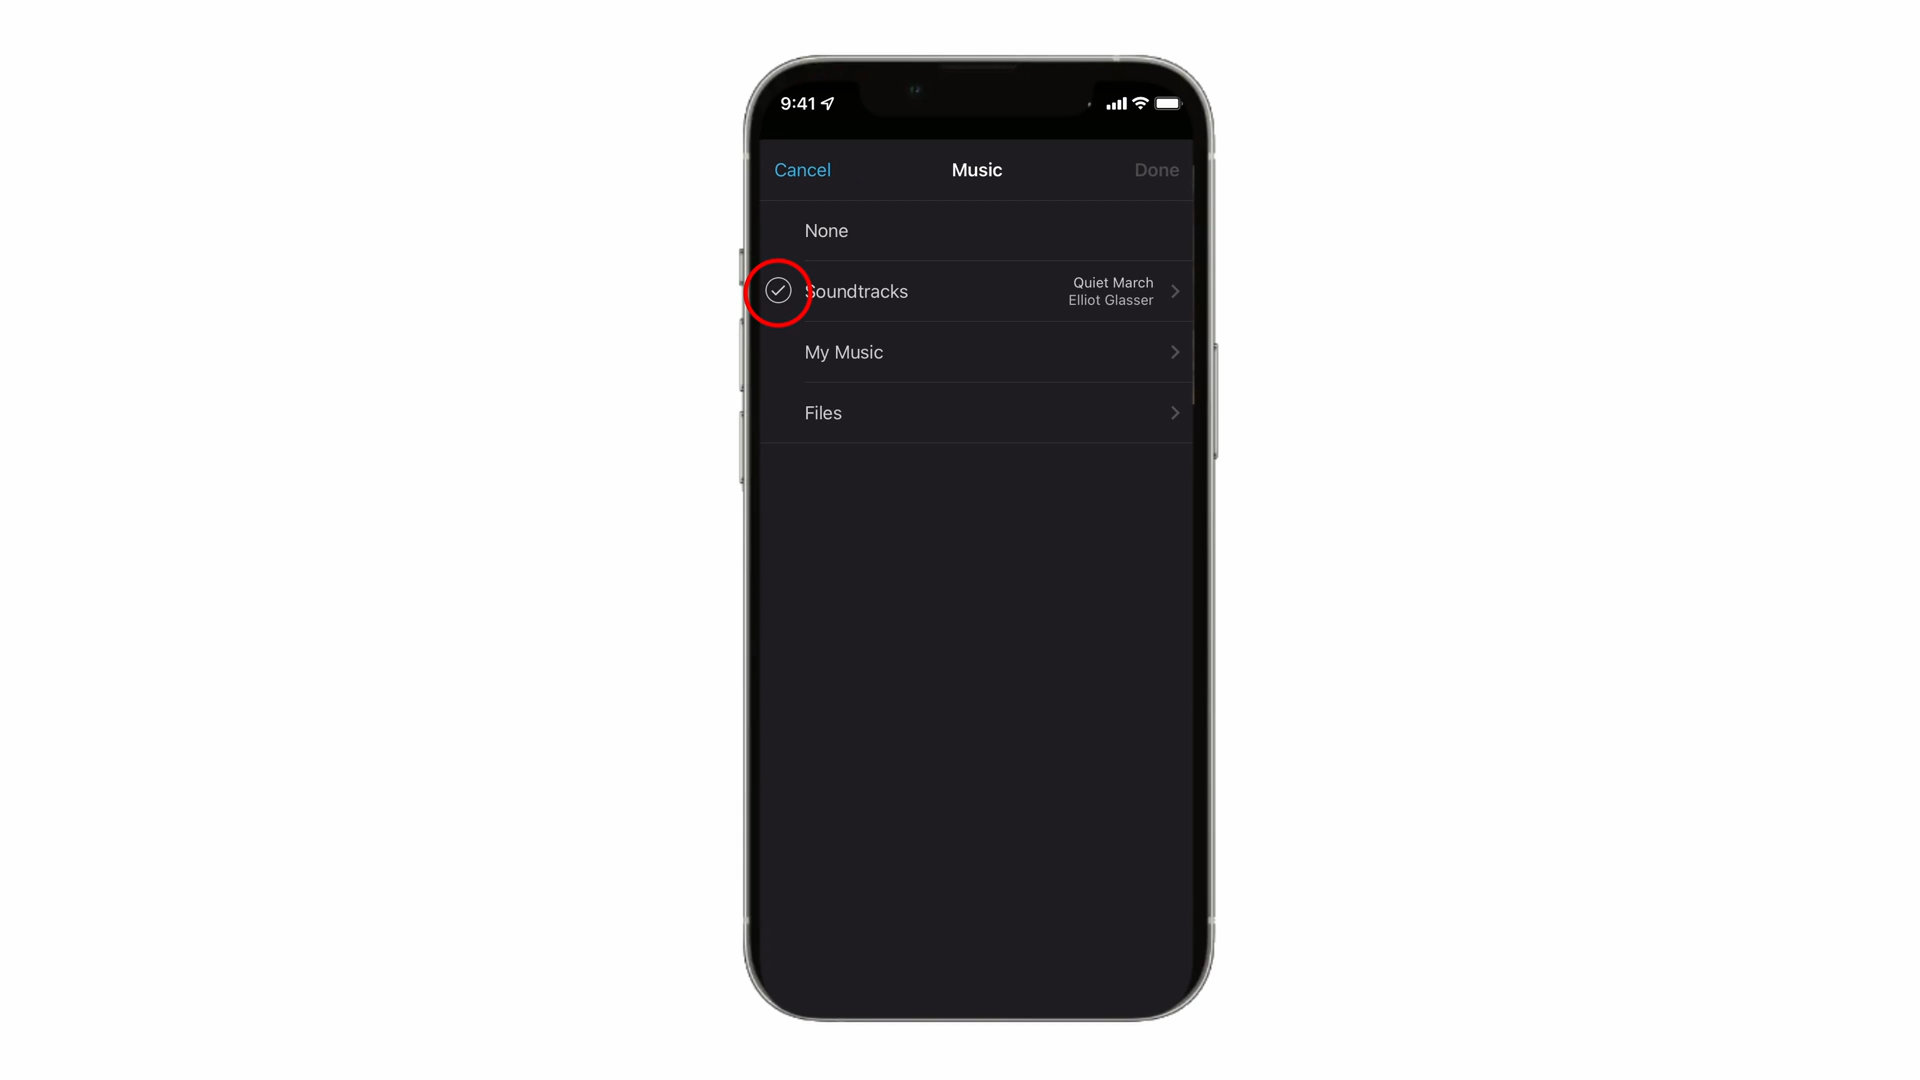 9:41
Cancel
Music
Done
None
Soundtracks
Quiet March
Elliot Glasser
My Music
Files